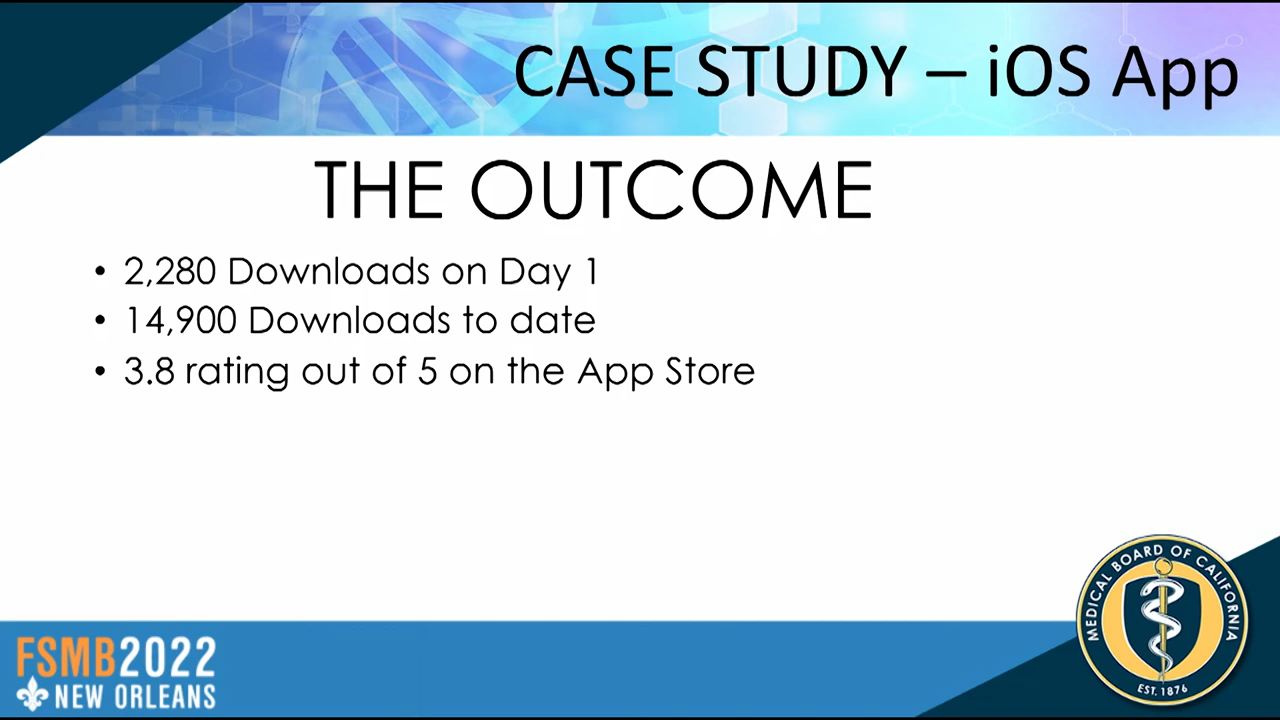 CASE STUDY – iOS App
THE OUTCOME
• 2,280 Downloads on Day 1
• 14,900 Downloads to date
• 3.8 rating out of 5 on the App Store
MEDICAL BOARD OF CALIFORNIA
EST. 1876
FSMB2022
NEW ORLEANS